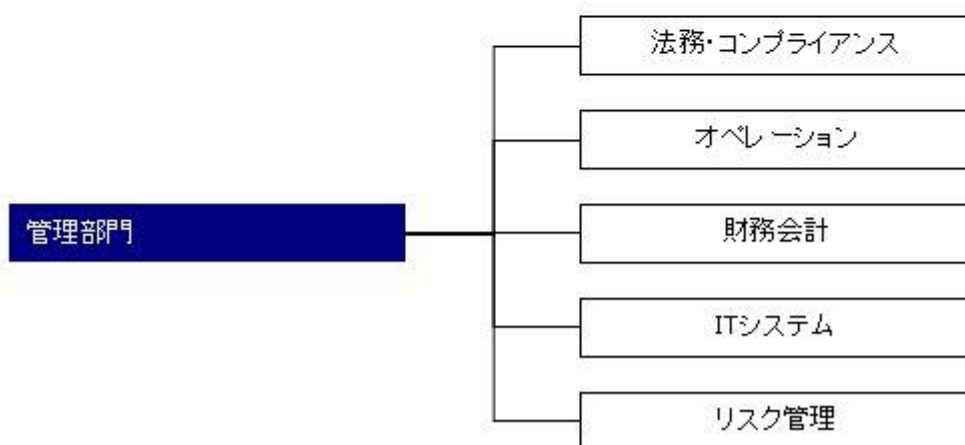 法務・コンプライアンス
オペレーション
管理部門
財務会計
ITシステム
リスク管理